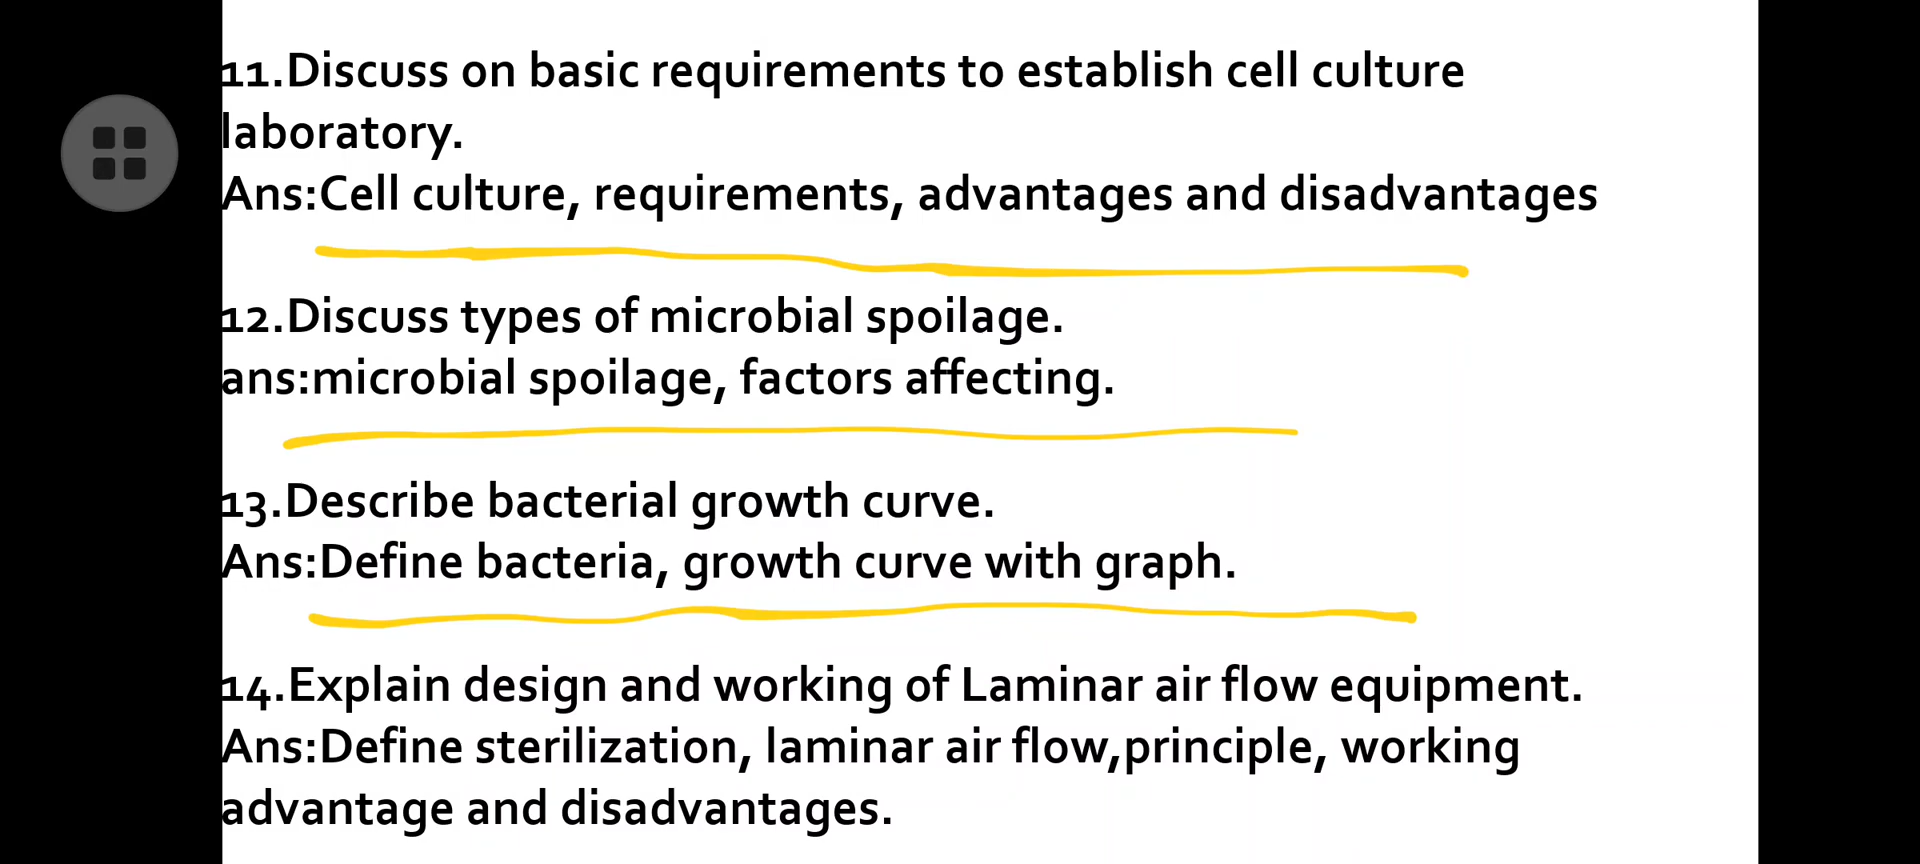 11.Discuss on basic requirements to establish cell culture
laboratory.
Ans:Cell culture, requirements, advantages and disadvantages
12.Discuss types of microbial spoilage.
ans:microbial spoilage, factors affecting.
13.Describe bacterial growth curve.
Ans:Define bacteria, growth curve with graph.
14.Explain design and working of Laminar air flow equipment.
Ans:Define sterilization, laminar air flow,principle, working
advantage and disadvantages.